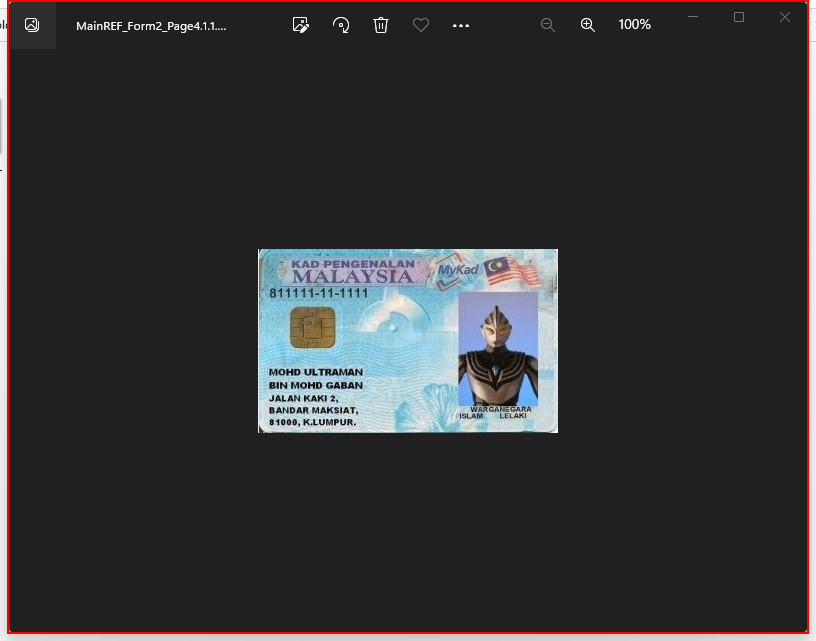 MainREF_Form2_Page4.1.1....
100%
KAD PENGENALAN
MALAYSIA
MyKad
811111-11-1111
MOHD ULTRAMAN
BIN MOHD GABAN
JALAN KAKI 2,
BANDAR MAKSIAT,
81000, K.LUMPUR.
WARGANEGARA
ISLAM LELAKI